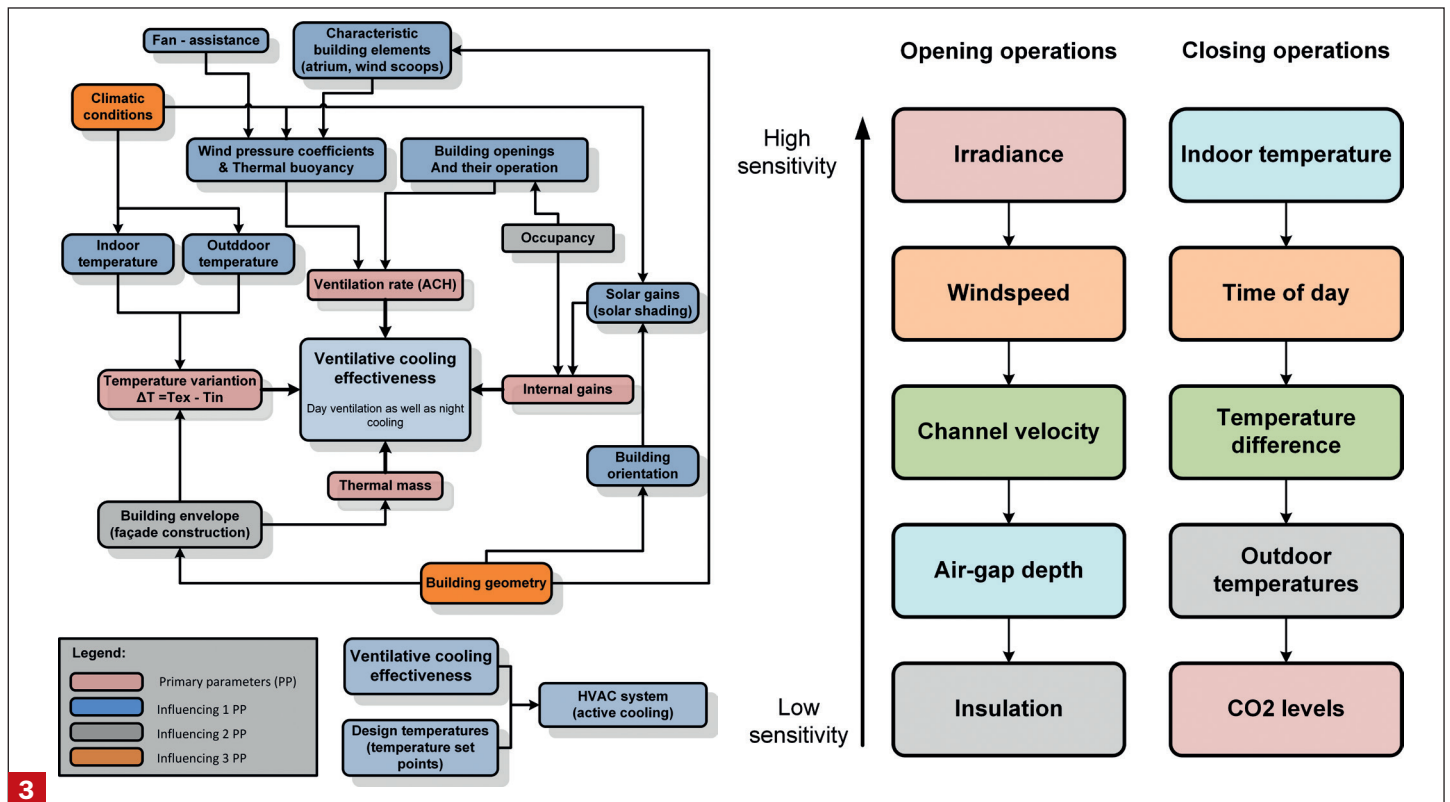 Fan - assistance
Characteristic
building elements
(atrium, wind scoops)
Climatic
conditions
Wind pressure coefficients
& Thermal buoyancy
Building openings
And their operation
Occupancy
Indoor
temperature
Outddoor
temperature
Ventilation rate (ACH)
Solar gains
(solar shading)
Ventilative cooling
effectiveness
Day ventilation as well as night
cooling
Temperature variantion
ΔT =Tex - Tin
Internal gains
Thermal mass
Building
orientation
Building envelope
(façade construction)
Building geometry
Legend:
Primary parameters (PP)
Influencing 1 PP
Influencing 2 PP
Influencing 3 PP
Ventilative cooling
effectiveness
Design temperatures
(temperature set
points)
HVAC system
(active cooling)
3
Opening operations
Closing operations
High
sensitivity
Low
sensitivity
Irradiance
Windspeed
Channel velocity
Air-gap depth
Insulation
Indoor temperature
Time of day
Temperature
difference
Outdoor
temperatures
CO2 levels